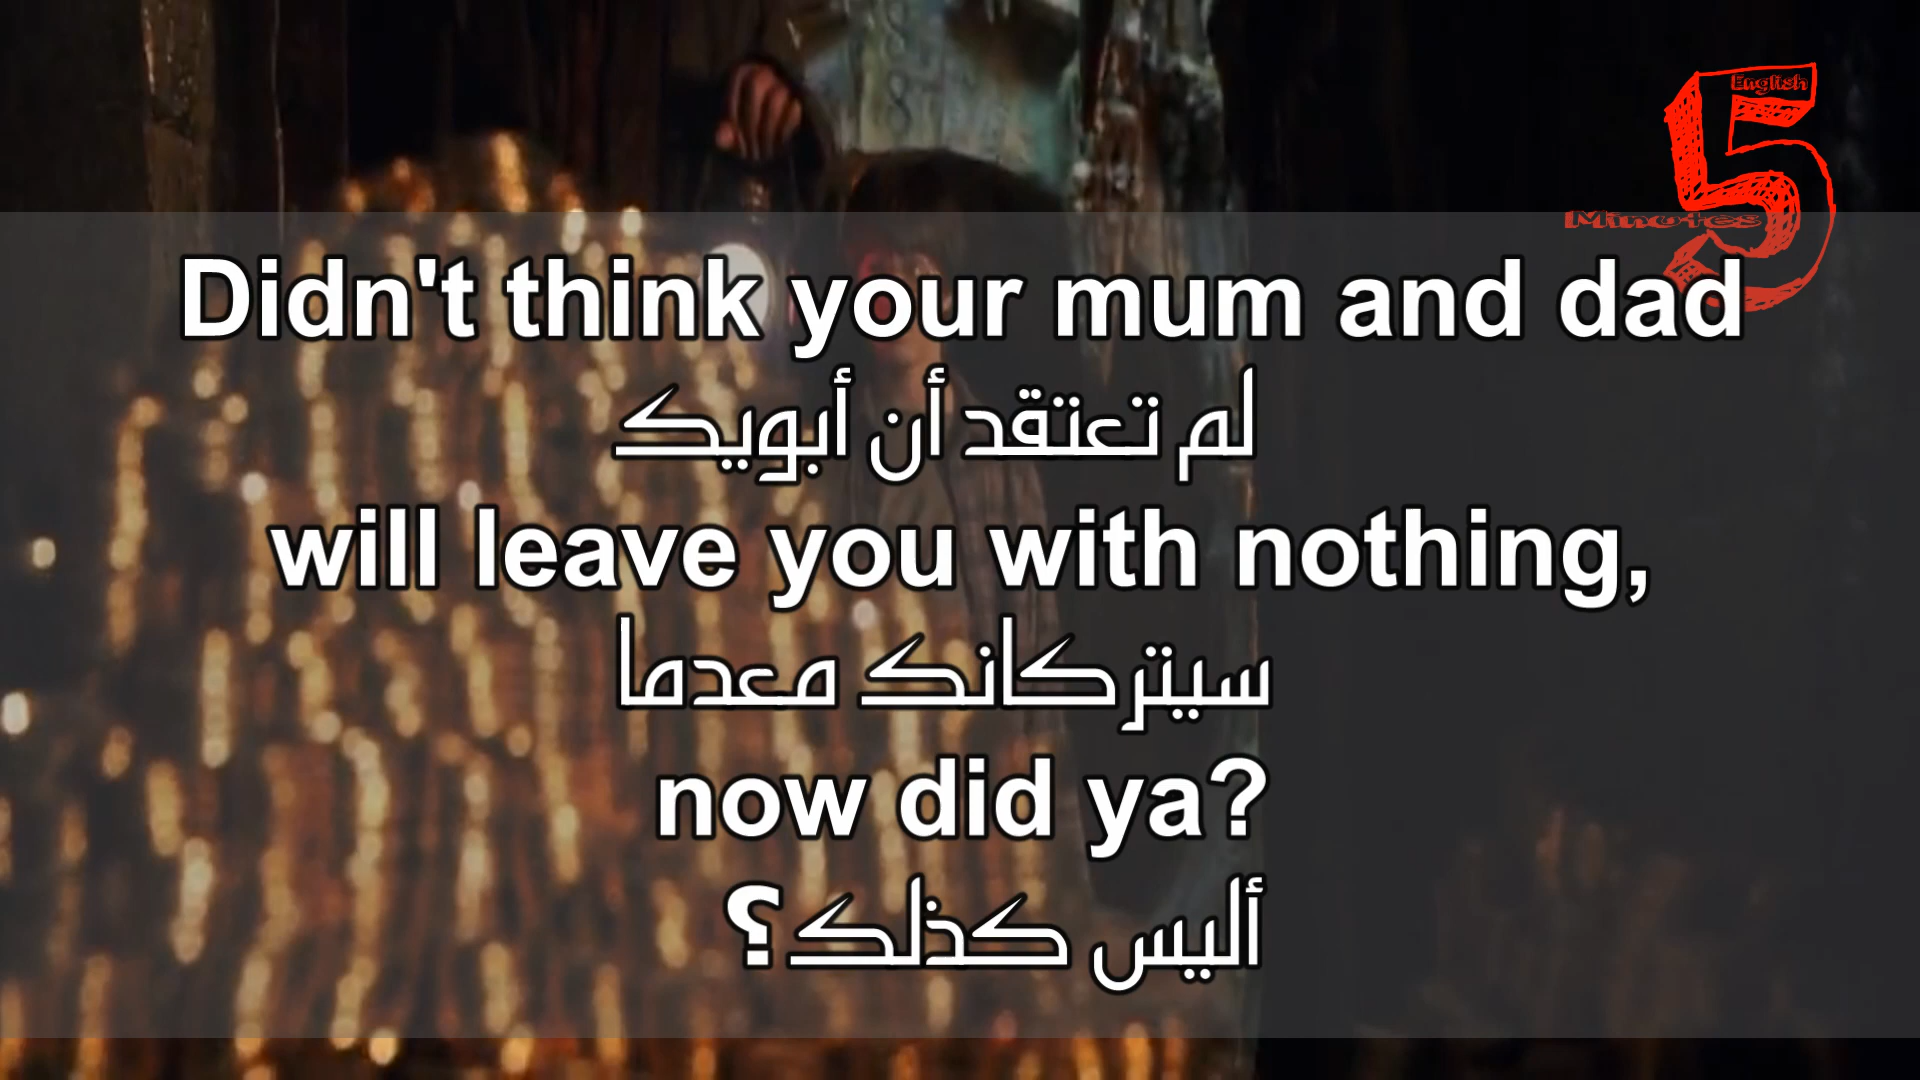 English
5
Minutes
Didn't think your mum and dad
لم تعتقد أن أبويك
will leave you with nothing,
سيتركانك معدما
now did ya?
أليس كذلك؟